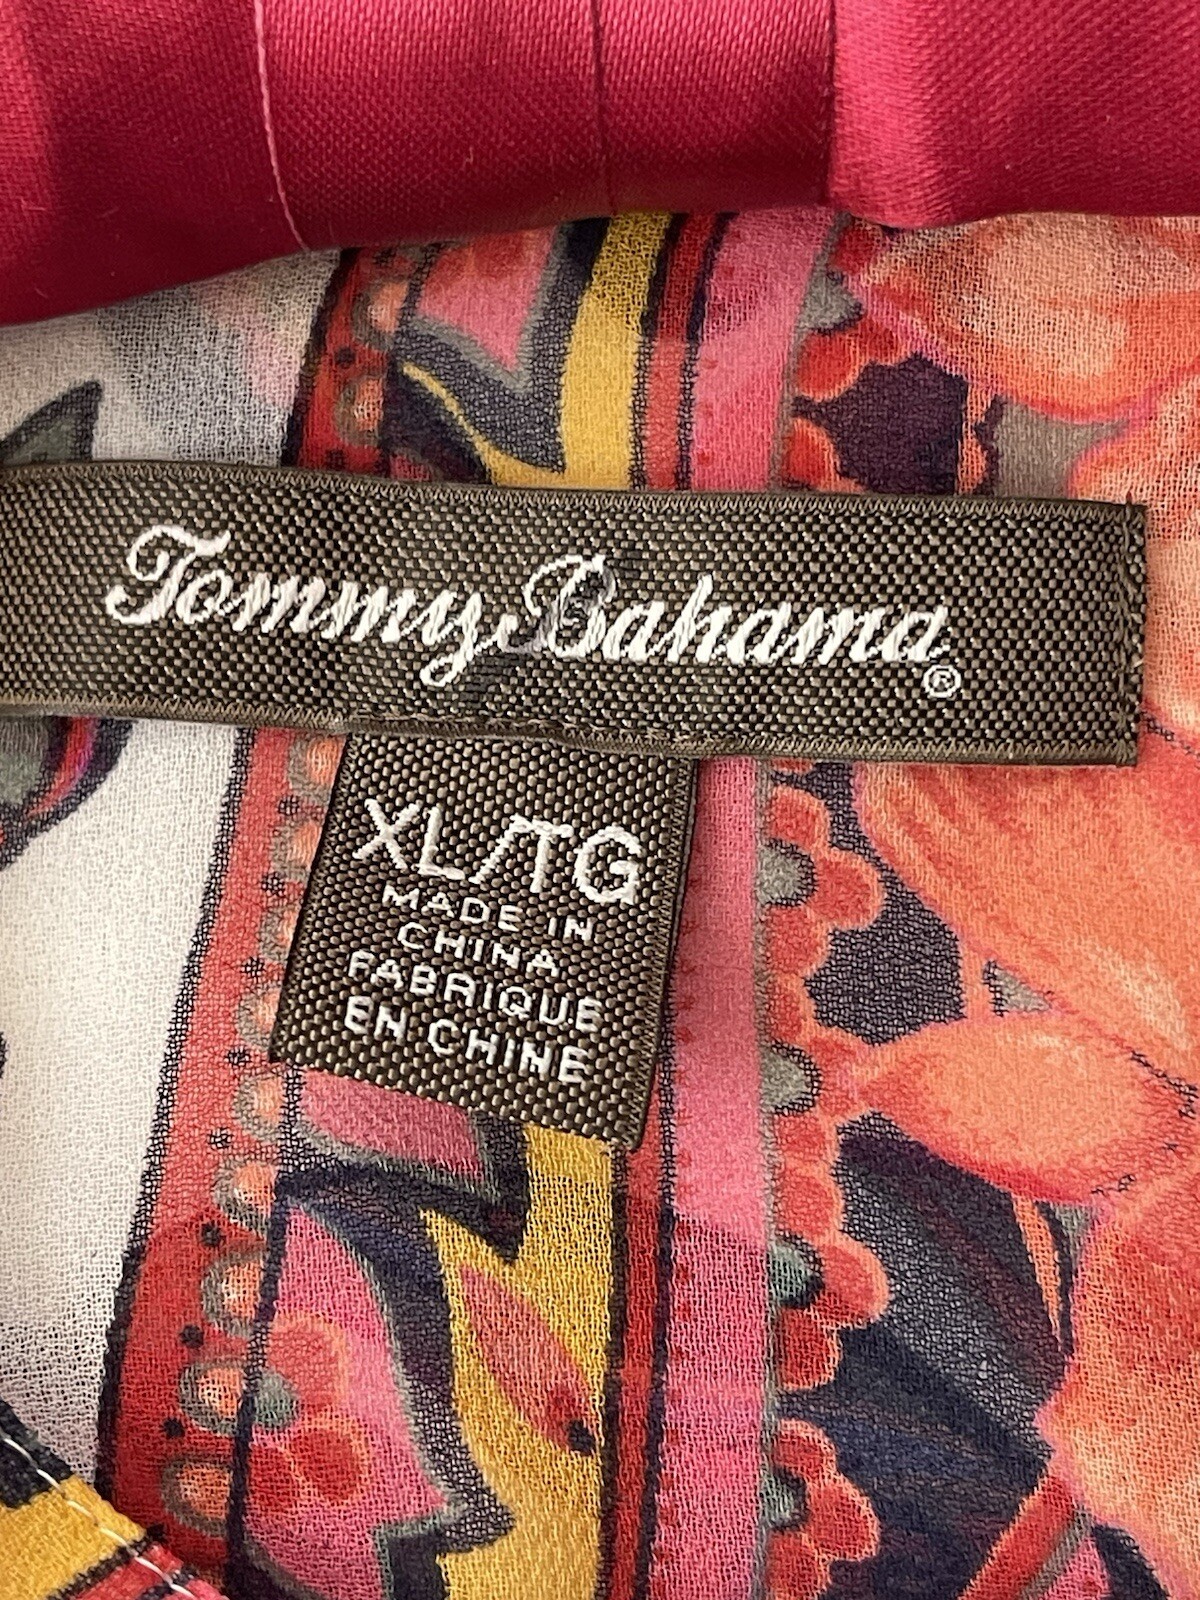 Tommy Bahama®
XL/TG
MADE IN
CHINA
FABRIQUE
EN CHINE